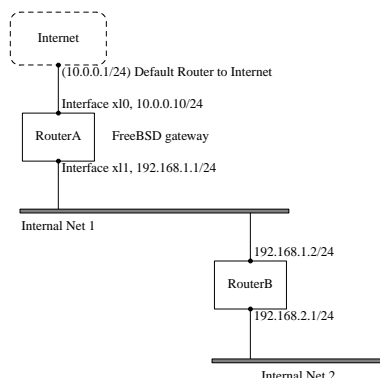 Internet
(10.0.0.1/24) Default Router to Internet
Interface xl0, 10.0.0.10/24
RouterA
FreeBSD gateway
Interface xl1, 192.168.1.1/24
Internal Net 1
192.168.1.2/24
RouterB
192.168.2.1/24
Internal Net 2